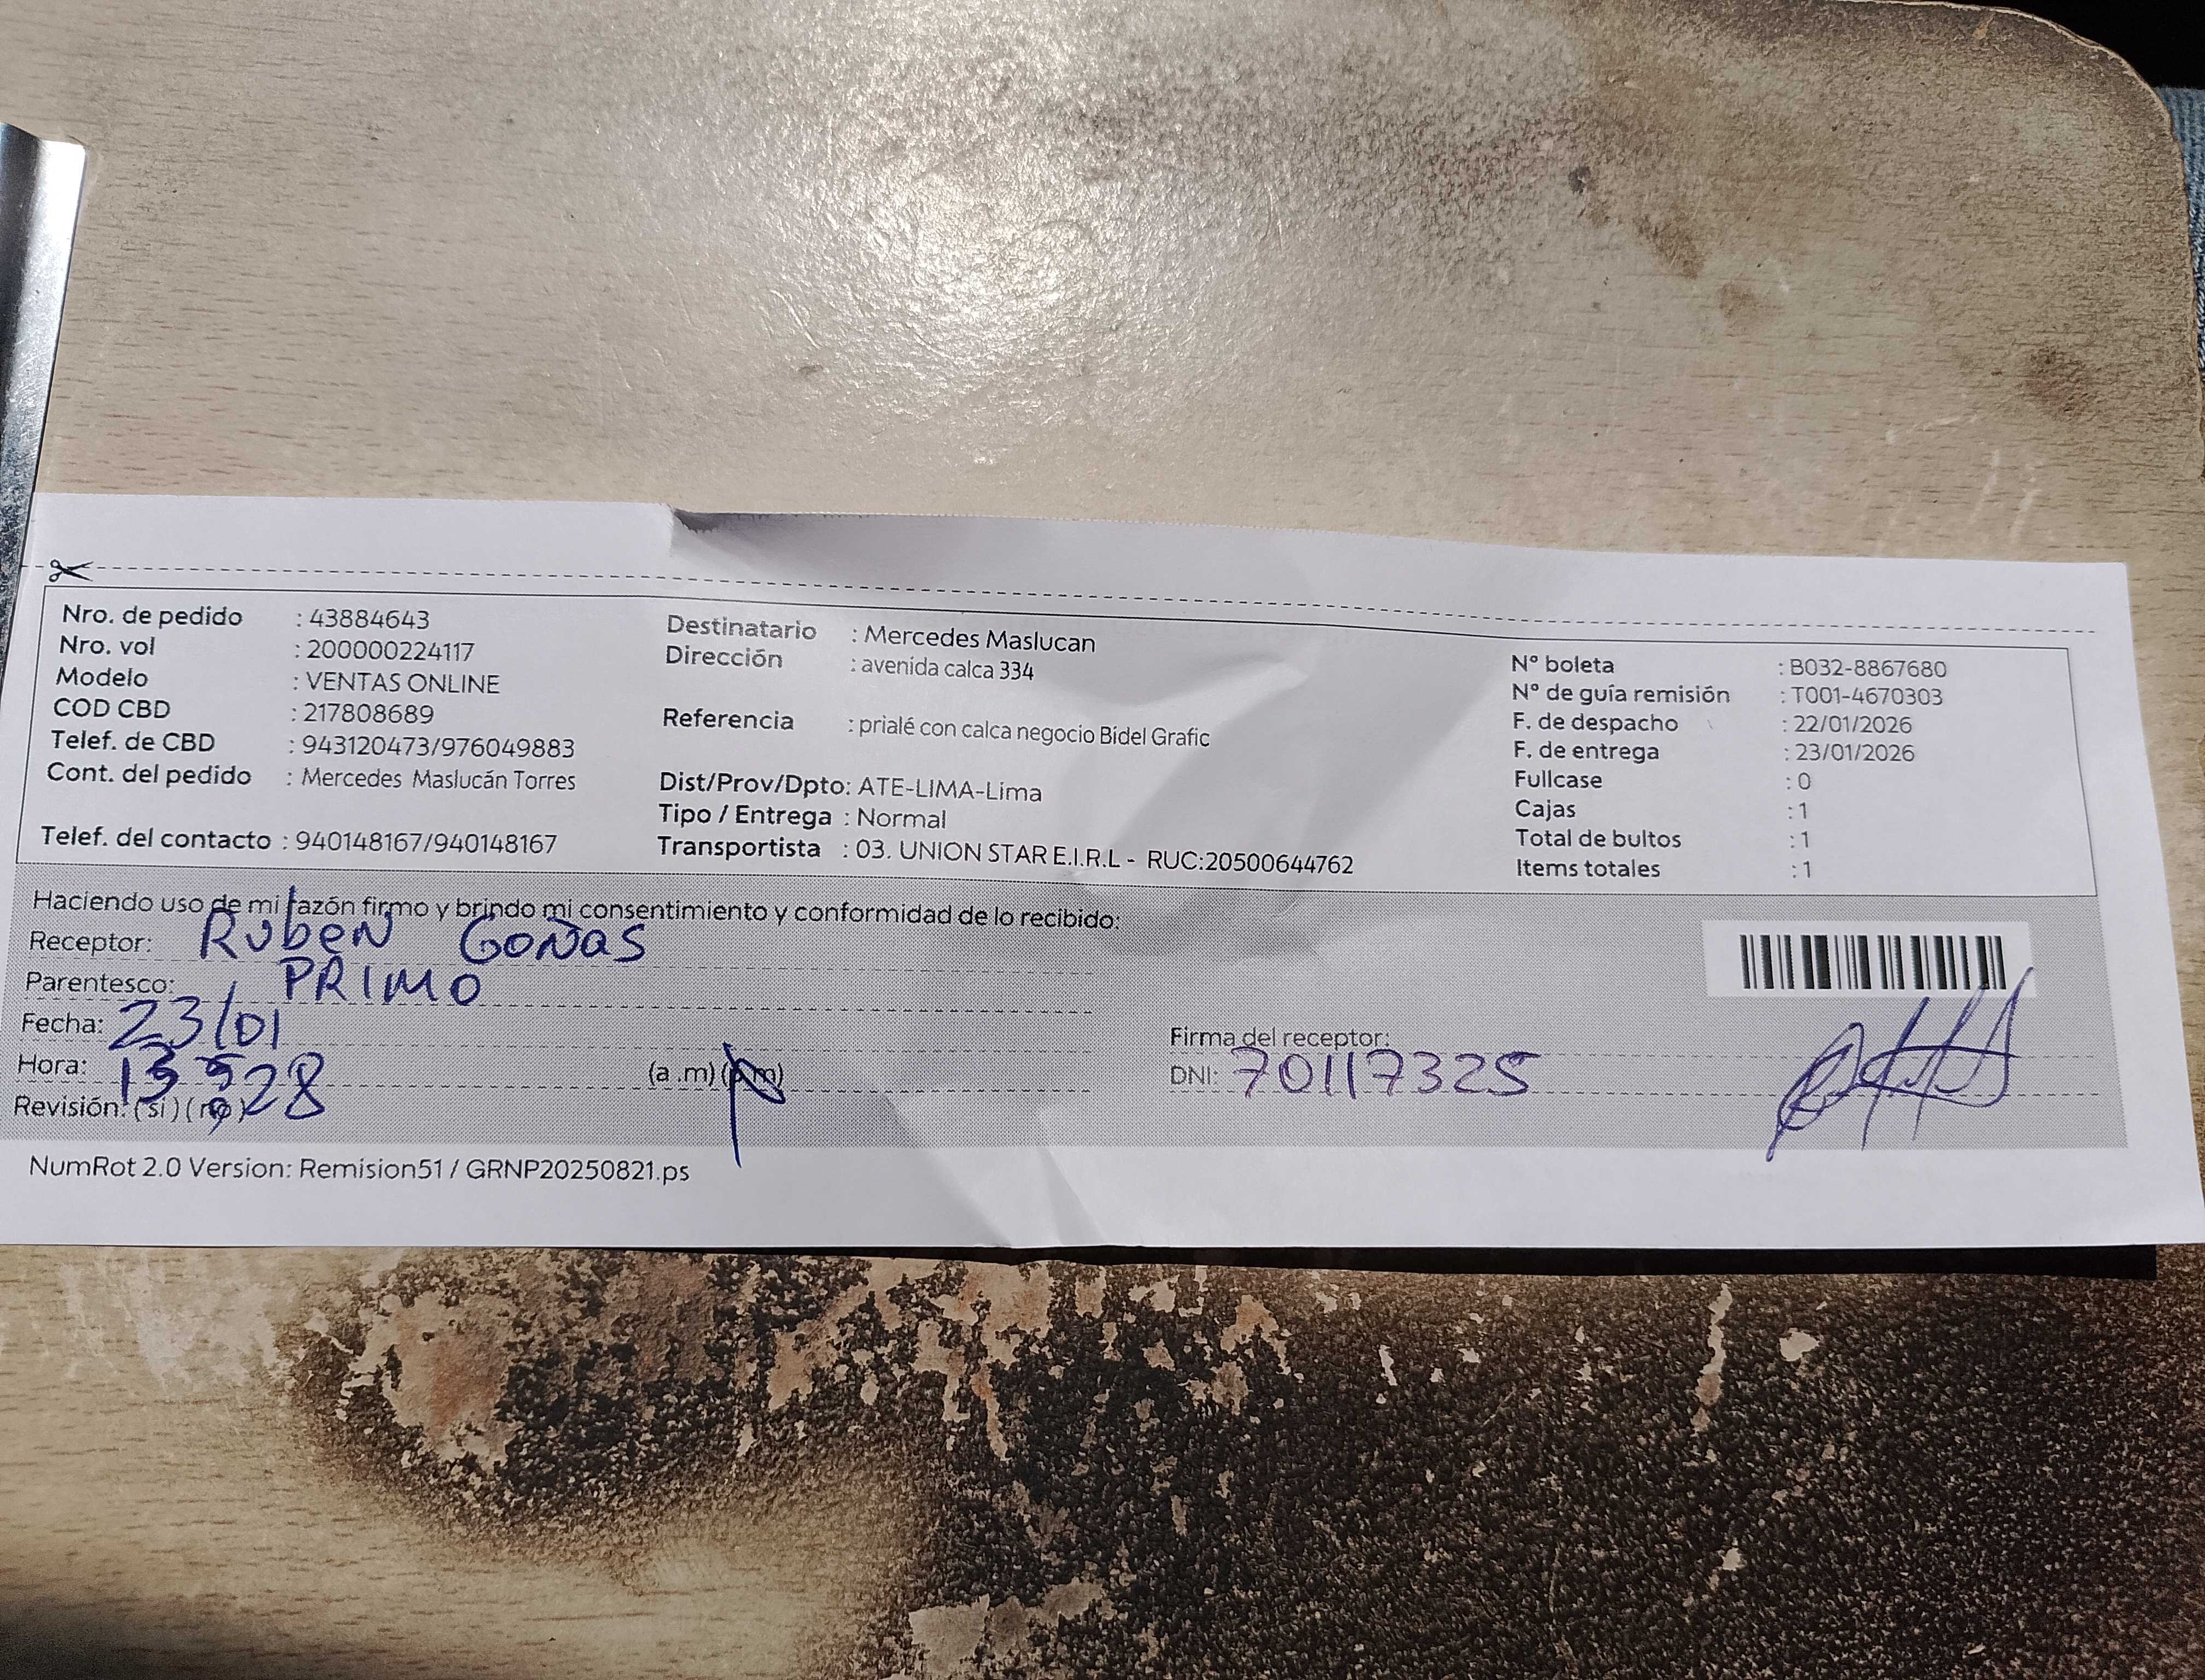 Nro. de pedido : 43884643
Nro. vol : 200000224117
Modelo : VENTAS ONLINE
COD CBD : 217808689
Telef. de CBD : 943120473/976049883
Cont. del pedido : Mercedes Maslucán Torres
Telef. del contacto : 940148167/940148167
Destinatario : Mercedes Maslucan
Dirección : avenida calca 334
Referencia : prialé con calca negocio Bidel Grafic
Dist/Prov/Dpto: ATE-LIMA-Lima
Tipo / Entrega : Normal
Transportista : 03. UNION STAR E.I.R.L - RUC:20500644762
N° boleta : B032-8867680
N° de guía remisión : T001-4670303
F. de despacho : 22/01/2026
F. de entrega : 23/01/2026
Fullcase : 0
Cajas : 1
Total de bultos : 1
Items totales : 1
Haciendo uso de mi razón firmo y brindo mi consentimiento y conformidad de lo recibido:
Receptor: Ruben Goñas
Parentesco: PRIMO
Fecha: 23/01
Hora: 13 28 (a .m) (p.m)
Revisión: (si) (no)
Firma del receptor:
DNI: 70117325
NumRot 2.0 Version: Remision51 / GRNP20250821.ps